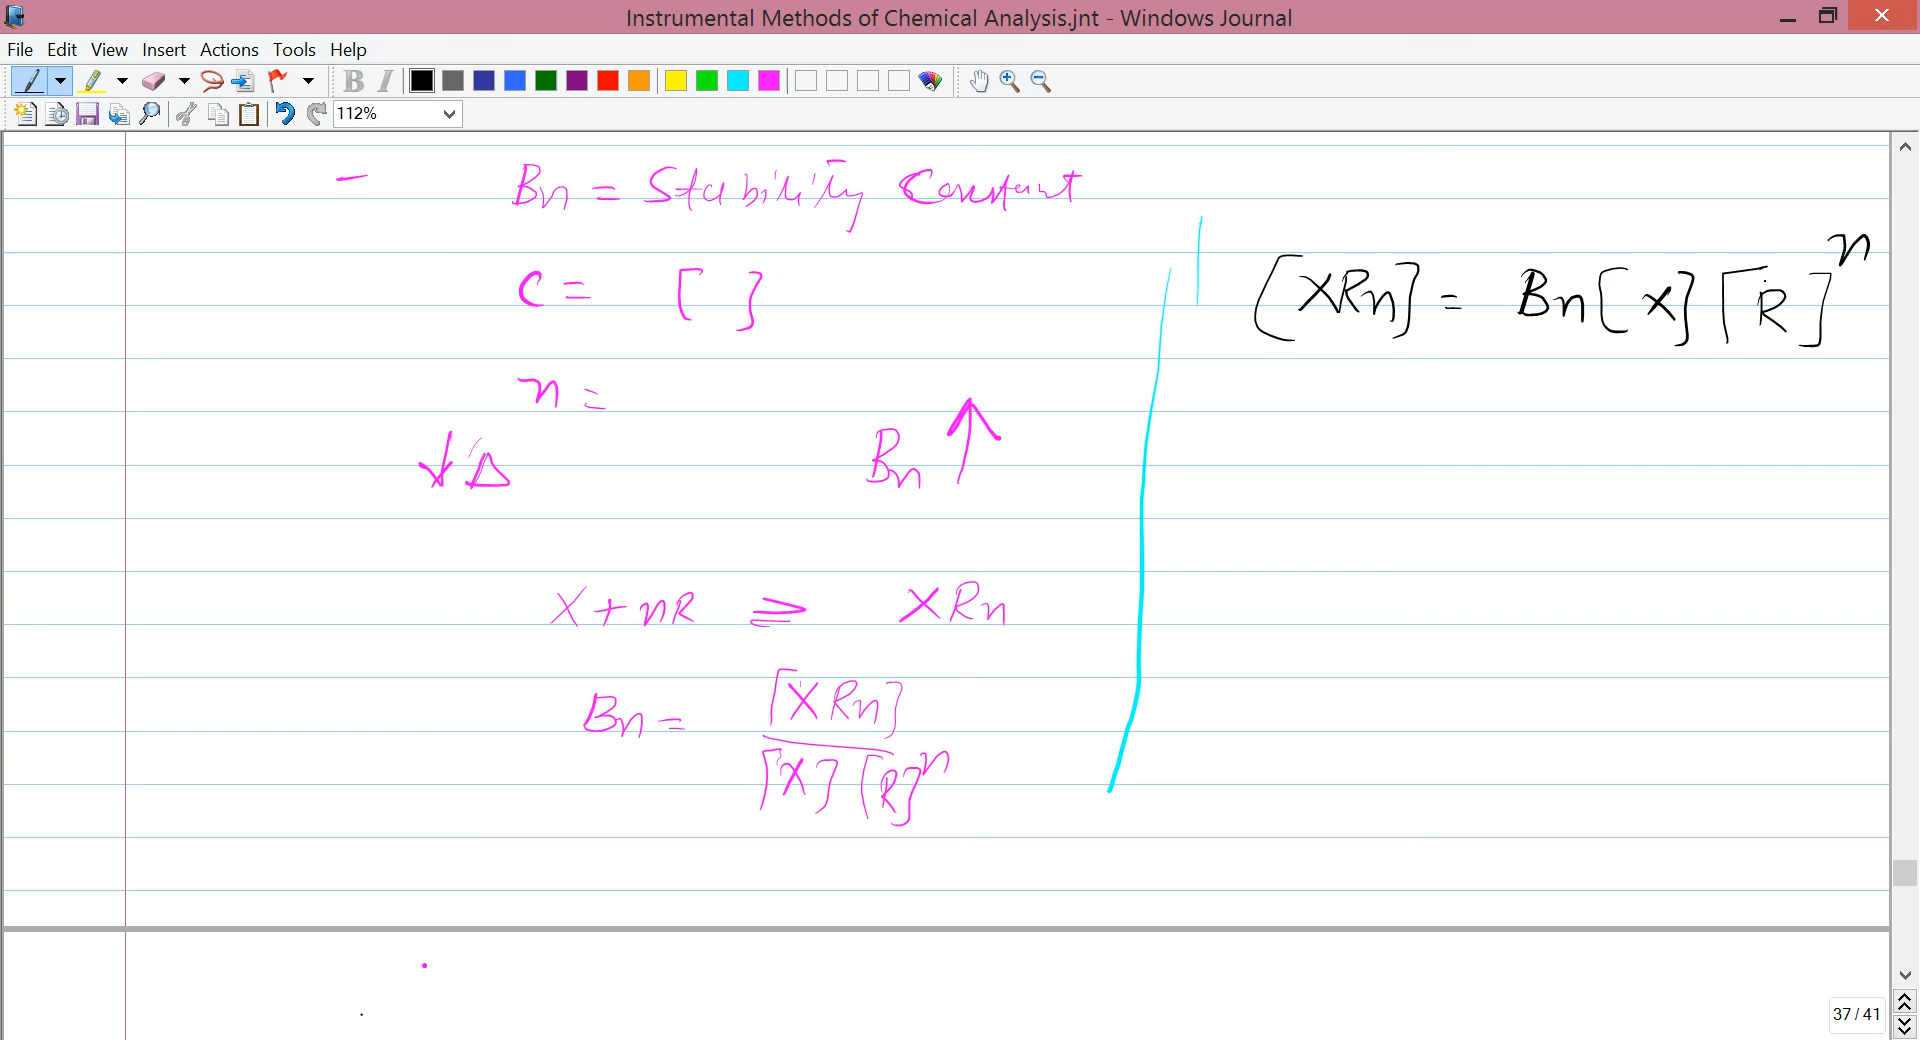 Instrumental Methods of Chemical Analysis.jnt - Windows Journal
File Edit View Insert Actions Tools Help
B I
112%
- Bn = Stability Constant
C = [ ]
n =
Δ Bn ↑
X + nR ⇌ XRn
Bn = [XRn]
[X] [R]^n
[XRn] = Bn [X] [R]^n
37 / 41